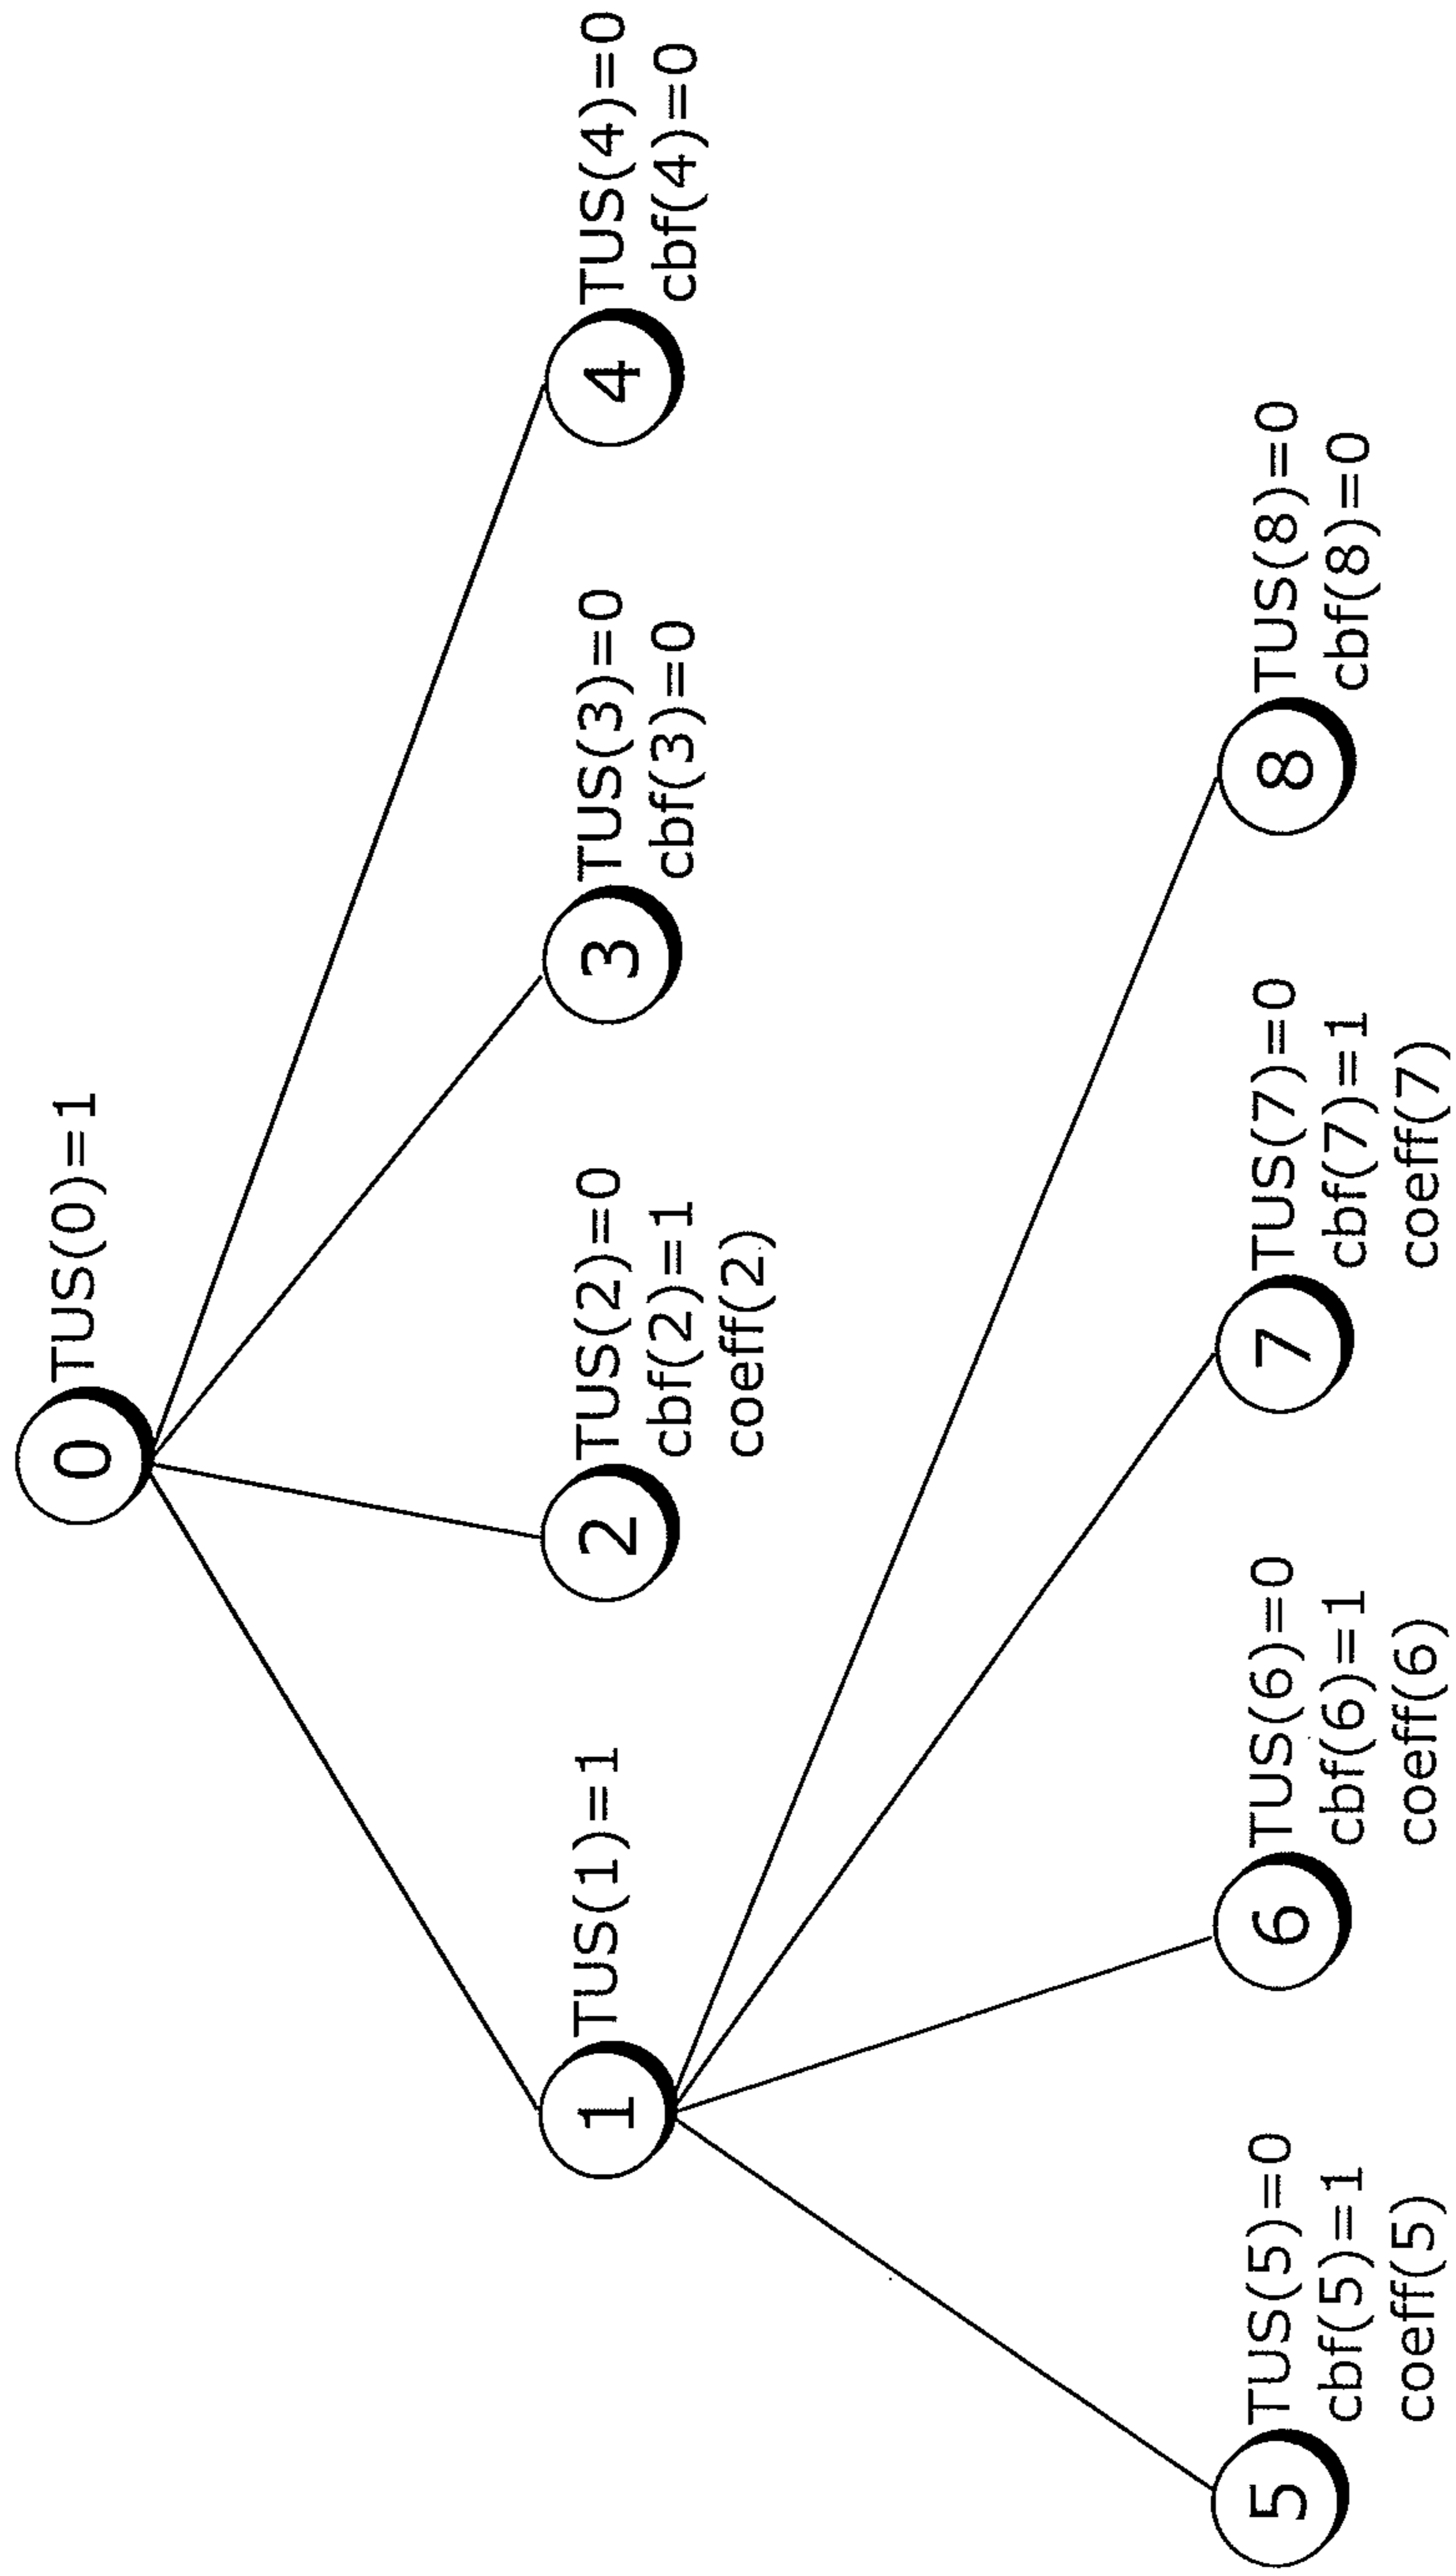 0
TUS(0)=1
1
TUS(1)=1
2
TUS(2)=0
cbf(2)=1
coeff(2)
3
TUS(3)=0
cbf(3)=0
4
TUS(4)=0
cbf(4)=0
5
TUS(5)=0
cbf(5)=1
coeff(5)
6
TUS(6)=0
cbf(6)=1
coeff(6)
7
TUS(7)=0
cbf(7)=1
coeff(7)
8
TUS(8)=0
cbf(8)=0